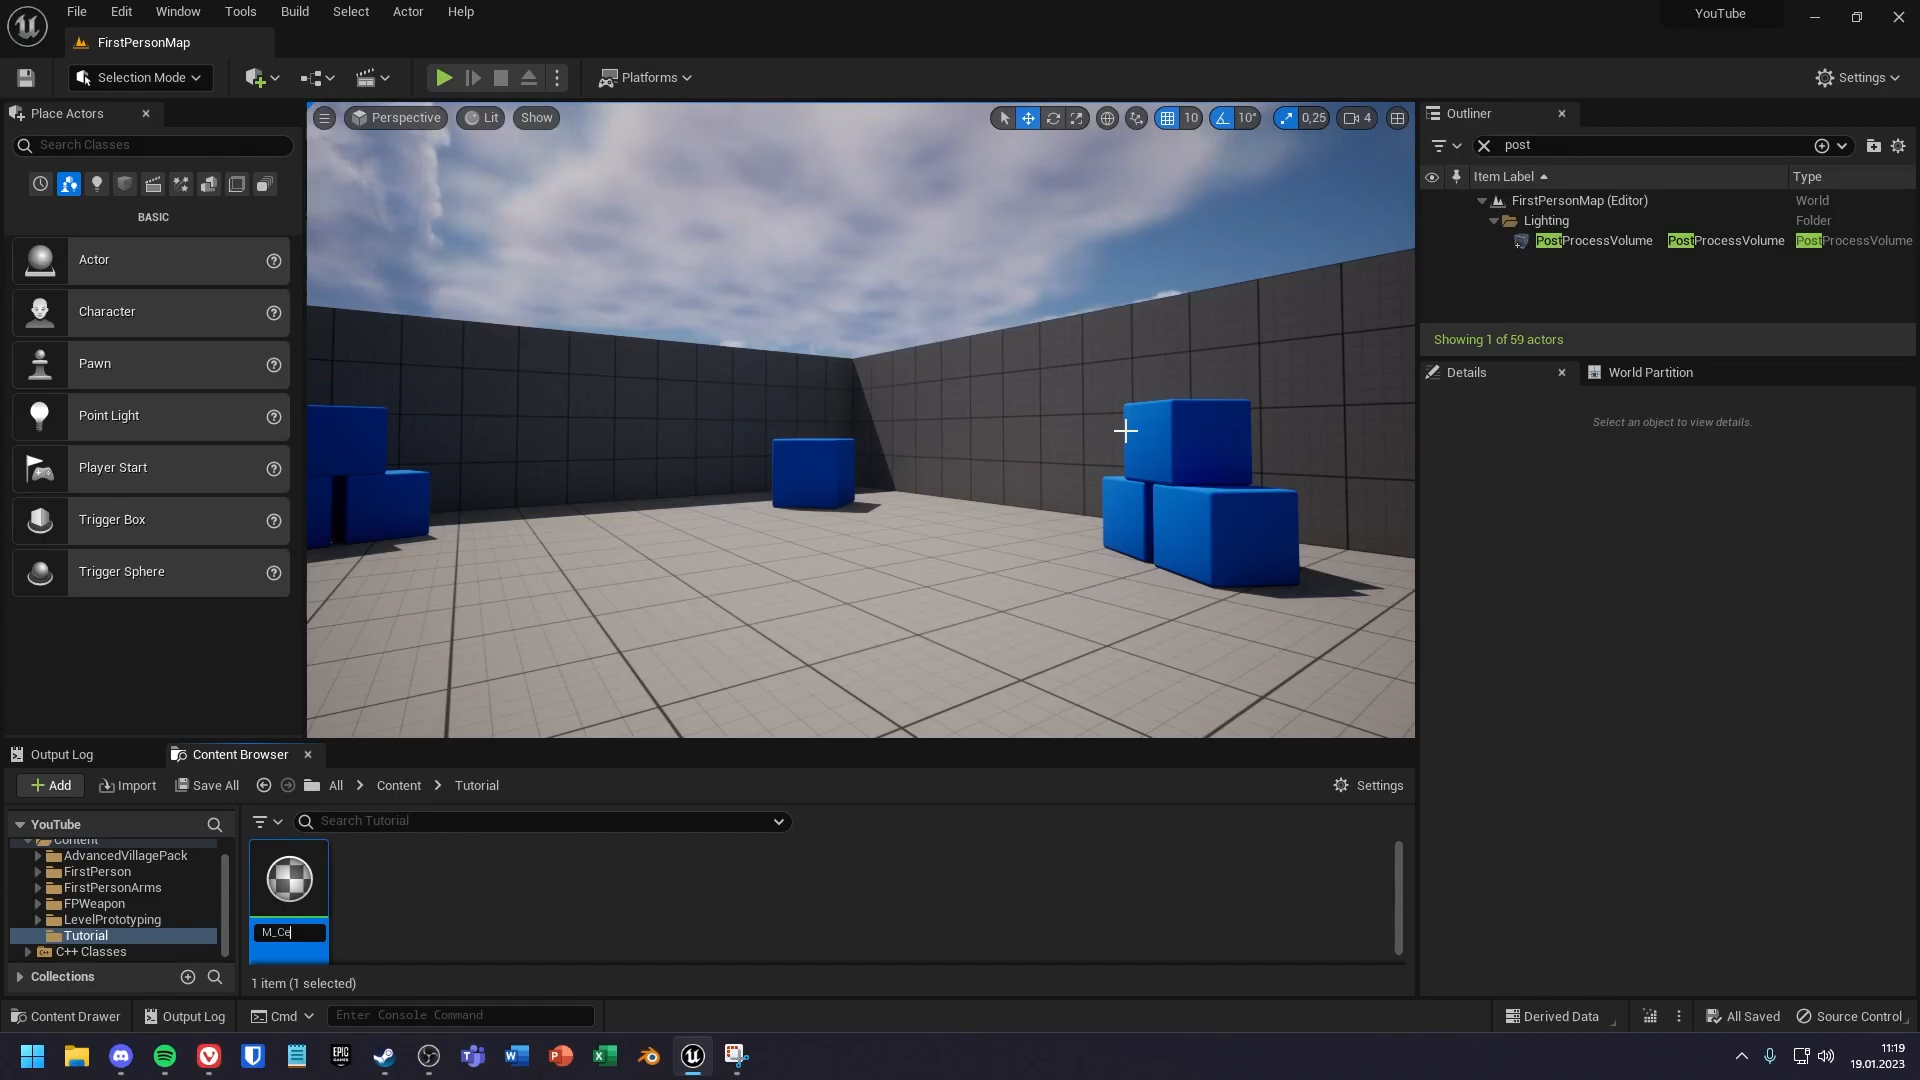 File Edit Window Tools Build Select Actor Help
YouTube
FirstPersonMap
Selection Mode
Platforms
Settings
Place Actors
Search Classes
BASIC
Actor
Character
Pawn
Point Light
Player Start
Trigger Box
Trigger Sphere
Perspective Lit Show
10 10° 0,25 4
Outliner
post
Item Label Type
FirstPersonMap (Editor) World
Lighting Folder
PostProcessVolume PostProcessVolume PostProcessVolume
Showing 1 of 59 actors
Details World Partition
Select an object to view details.
Output Log Content Browser
Add Import Save All All Content Tutorial Settings
YouTube
Search Tutorial
Content
AdvancedVillagePack
FirstPerson
FirstPersonArms
FPWeapon
LevelPrototyping
Tutorial
C++ Classes
Collections
M_Ce
1 item (1 selected)
Content Drawer Output Log Cmd Enter Console Command Derived Data All Saved Source Control
EPIC
GAMES
11:19
19.01.2023